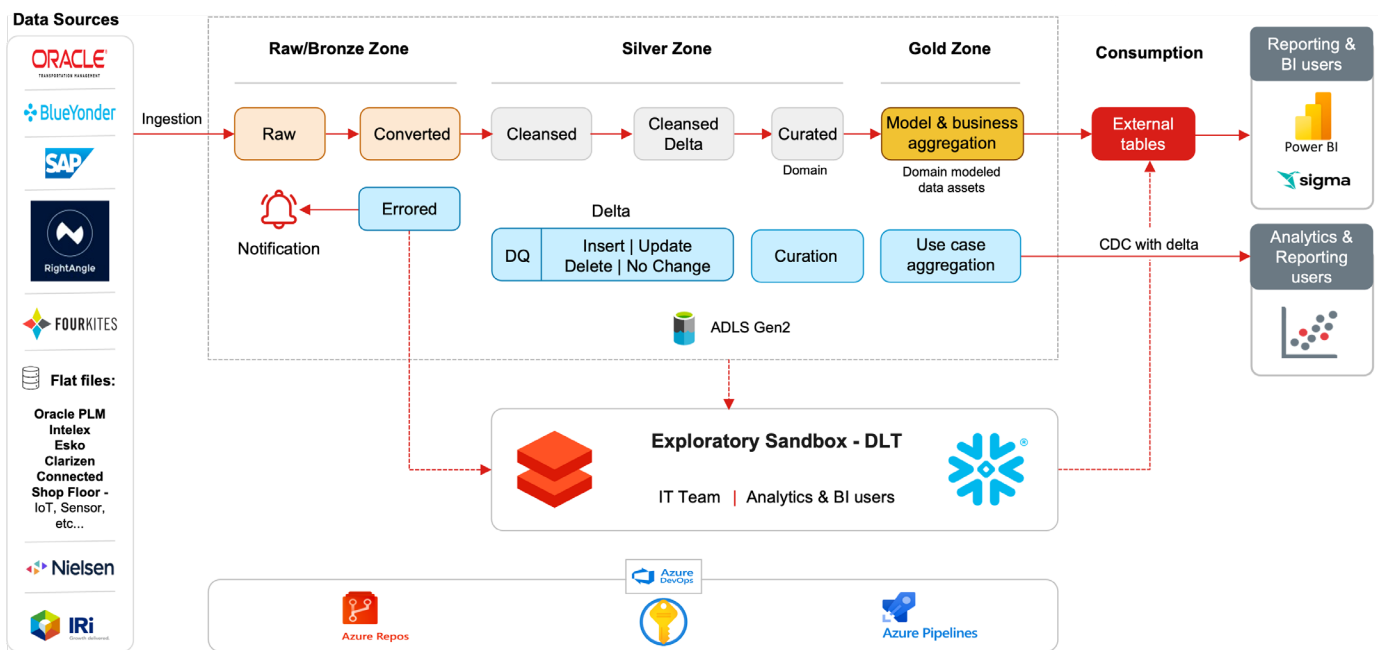 Data Sources
ORACLE
TRANSPORTATION MANAGEMENT
BlueYonder
SAP
RightAngle
FOURKITES
Flat files:
Oracle PLM
Intelex
Esko
Clarizen
Connected
Shop Floor -
IoT, Sensor,
etc...
Nielsen
IRi
Growth delivered.
Ingestion
Raw/Bronze Zone
Silver Zone
Gold Zone
Consumption
Raw
Converted
Cleansed
Cleansed
Delta
Curated
Domain
Model & business
aggregation
Domain modeled
data assets
External
tables
Reporting &
BI users
Power BI
sigma
Notification
Errored
Delta
DQ
Insert | Update
Delete | No Change
Curation
Use case
aggregation
CDC with delta
Analytics &
Reporting
users
ADLS Gen2
Exploratory Sandbox - DLT
IT Team | Analytics & BI users
®
Azure
DevOps
Azure Repos
Azure Pipelines